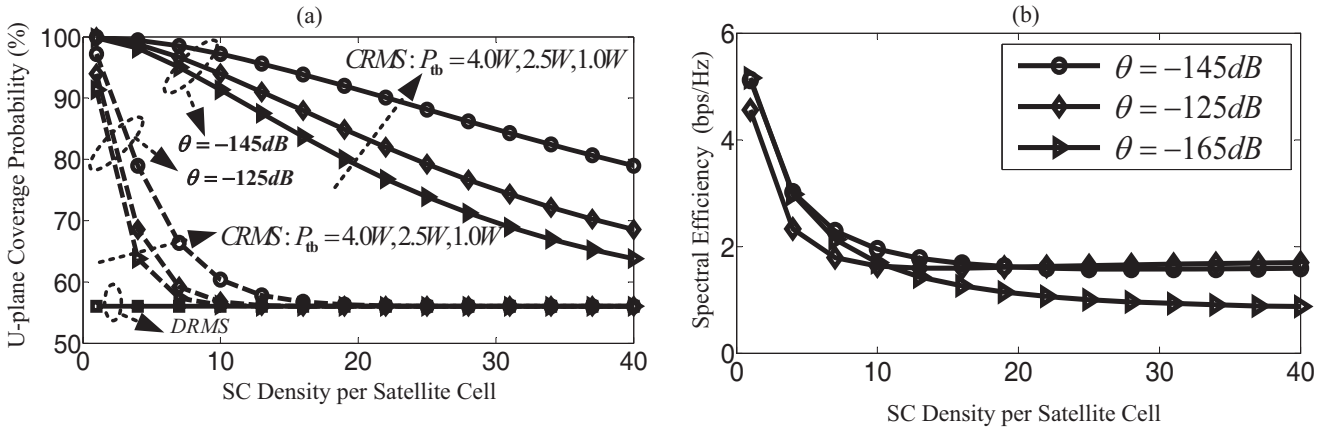 (a)
U-plane Coverage Probability (%)
100
90
80
70
60
50
CRMS: Ptb = 4.0W, 2.5W, 1.0W
θ = −145dB
θ = −125dB
CRMS: Ptb = 4.0W, 2.5W, 1.0W
DRMS
0 10 20 30 40
SC Density per Satellite Cell
(b)
Spectral Efficiency (bps/Hz)
6
4
2
0
θ = −145dB
θ = −125dB
θ = −165dB
0 10 20 30 40
SC Density per Satellite Cell